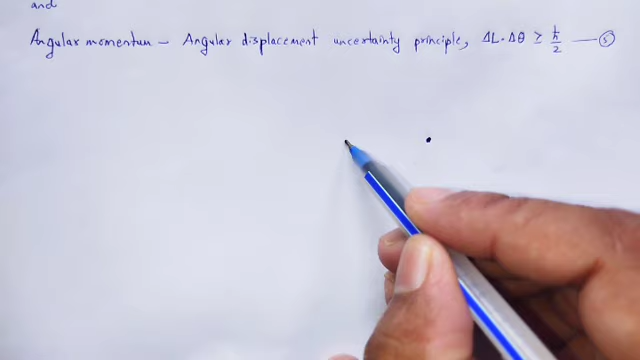 and
Angular momentum - Angular displacement uncertainty principle, ΔL·Δθ ≥ ħ/2 —— ⑤